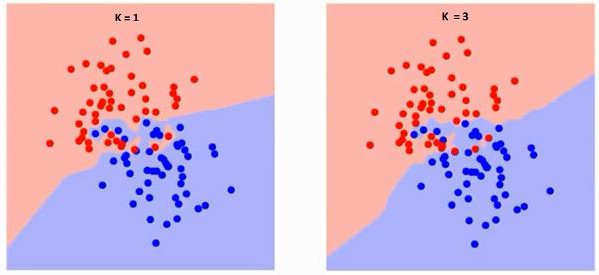 K = 1
K = 3